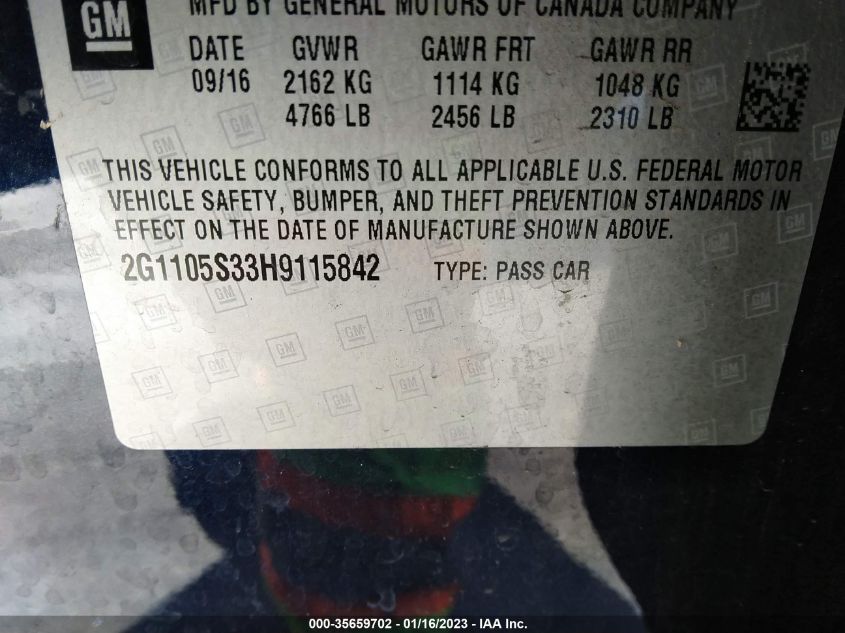 GM
MFD BY GENERAL MOTORS OF CANADA COMPANY
DATE GVWR GAWR FRT GAWR RR
09/16 2162 KG 1114 KG 1048 KG
4766 LB 2456 LB 2310 LB
THIS VEHICLE CONFORMS TO ALL APPLICABLE U.S. FEDERAL MOTOR
VEHICLE SAFETY, BUMPER, AND THEFT PREVENTION STANDARDS IN
EFFECT ON THE DATE OF MANUFACTURE SHOWN ABOVE.
2G1105S33H9115842 TYPE: PASS CAR
000-35659702 - 01/16/2023 - IAA Inc.